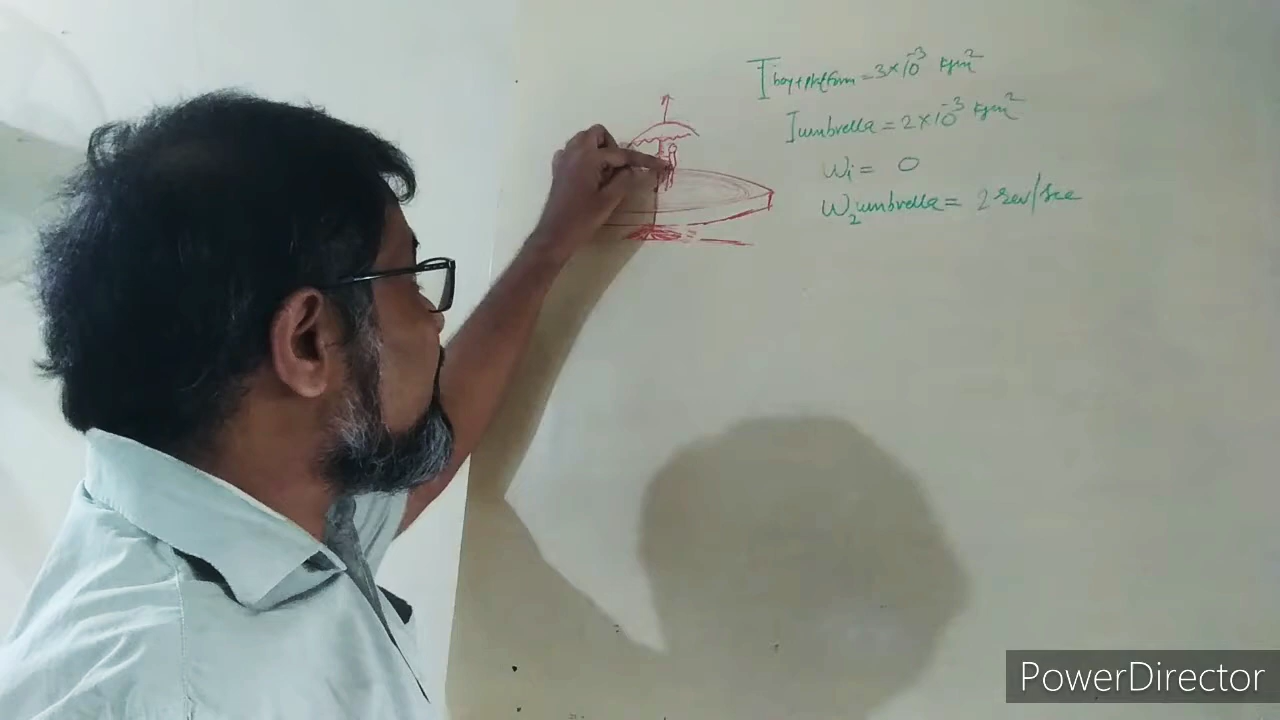 I boy+platform = 3×10⁻³ kgm²
I umbrella = 2×10⁻³ kgm²
ωi = 0
ω₂ umbrella = 2 rev/sec
PowerDirector